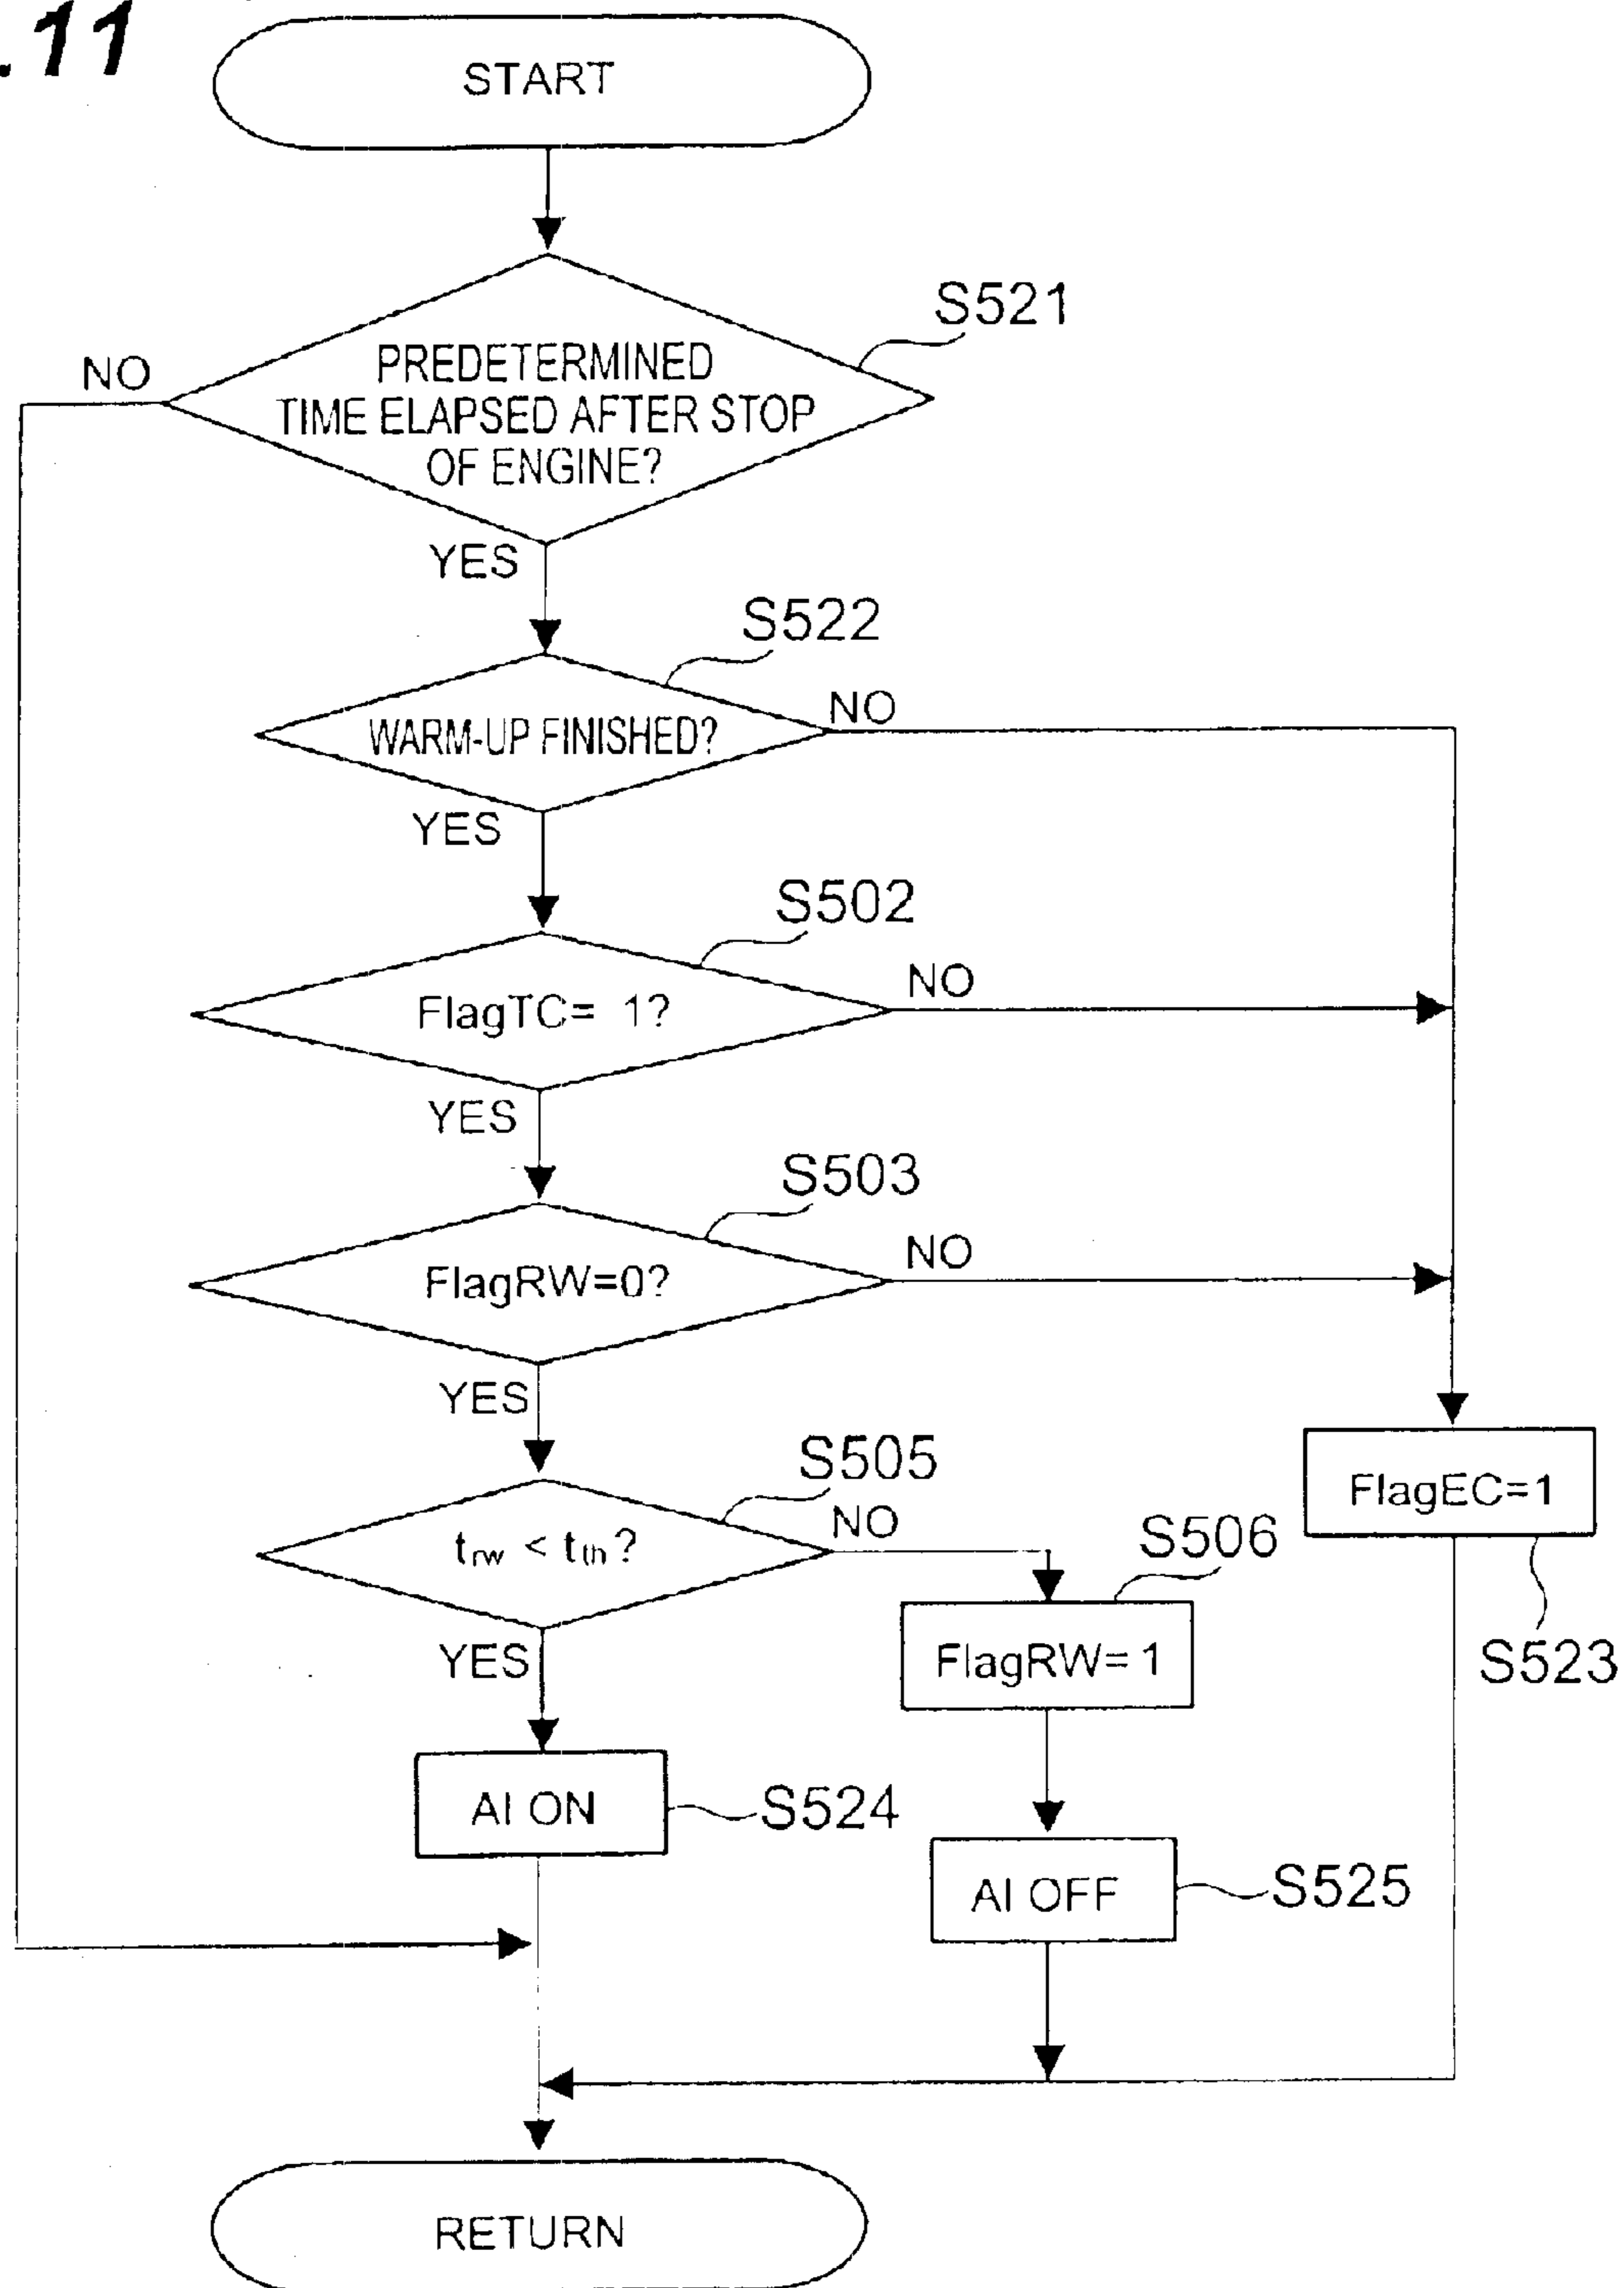 .11
START
S521
NO
PREDETERMINED
TIME ELAPSED AFTER STOP
OF ENGINE?
YES
S522
NO
WARM-UP FINISHED?
YES
S502
NO
FlagTC= 1?
YES
S503
NO
FlagRW=0?
YES
S505
NO
trw < tth ?
S506
FlagEC=1
YES
FlagRW= 1
S523
AI ON
S524
AI OFF
S525
RETURN